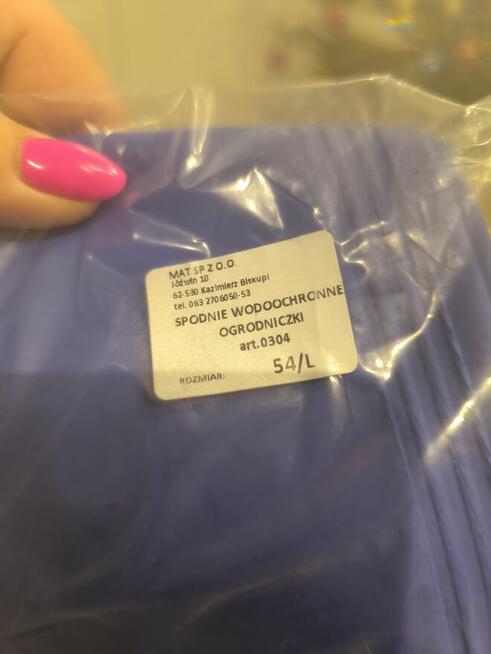 MAT SP Z O.O.
Jóźwin 10
62-530 Kazimierz Biskupi
tel. 063 2706050-53
SPODNIE WODOOCHRONNE
OGRODNICZKI
art.0304
ROZMIAR: 54/L